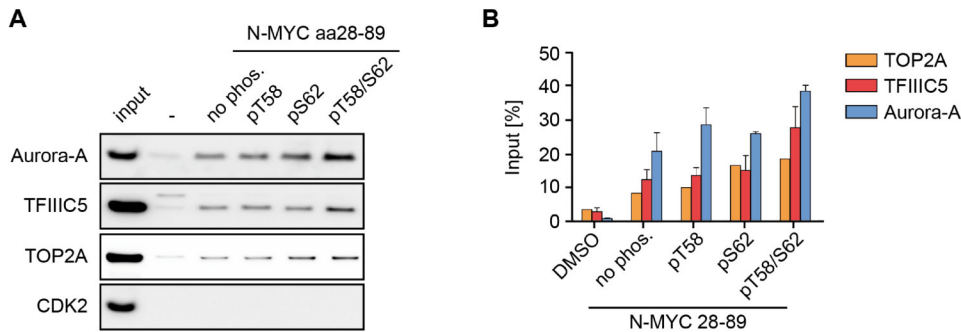 A
N-MYC aa28-89
input
-
no phos.
pT58
pS62
pT58/S62
Aurora-A
TFIIIC5
TOP2A
CDK2
B
50
40
30
20
10
0
Input [%]
DMSO
no phos.
pT58
pS62
pT58/S62
N-MYC 28-89
TOP2A
TFIIIC5
Aurora-A